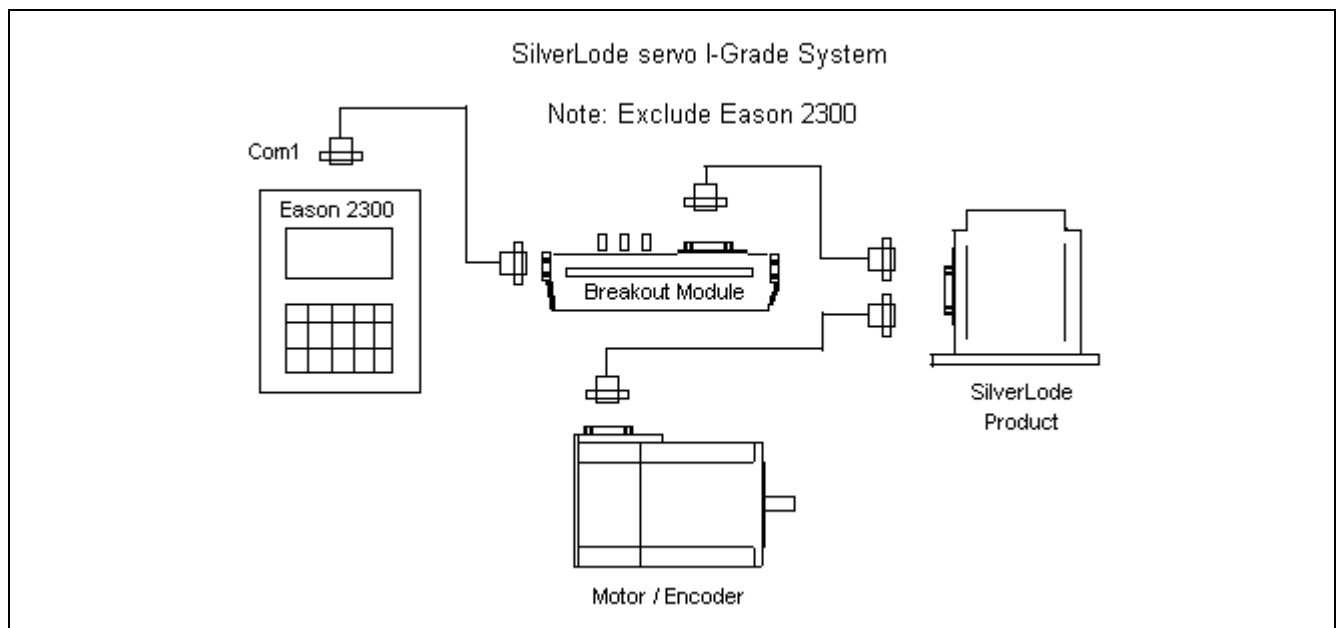 SilverLode servo I-Grade System
Note: Exclude Eason 2300
Com1
Eason 2300
Breakout Module
SilverLode
Product
Motor / Encoder